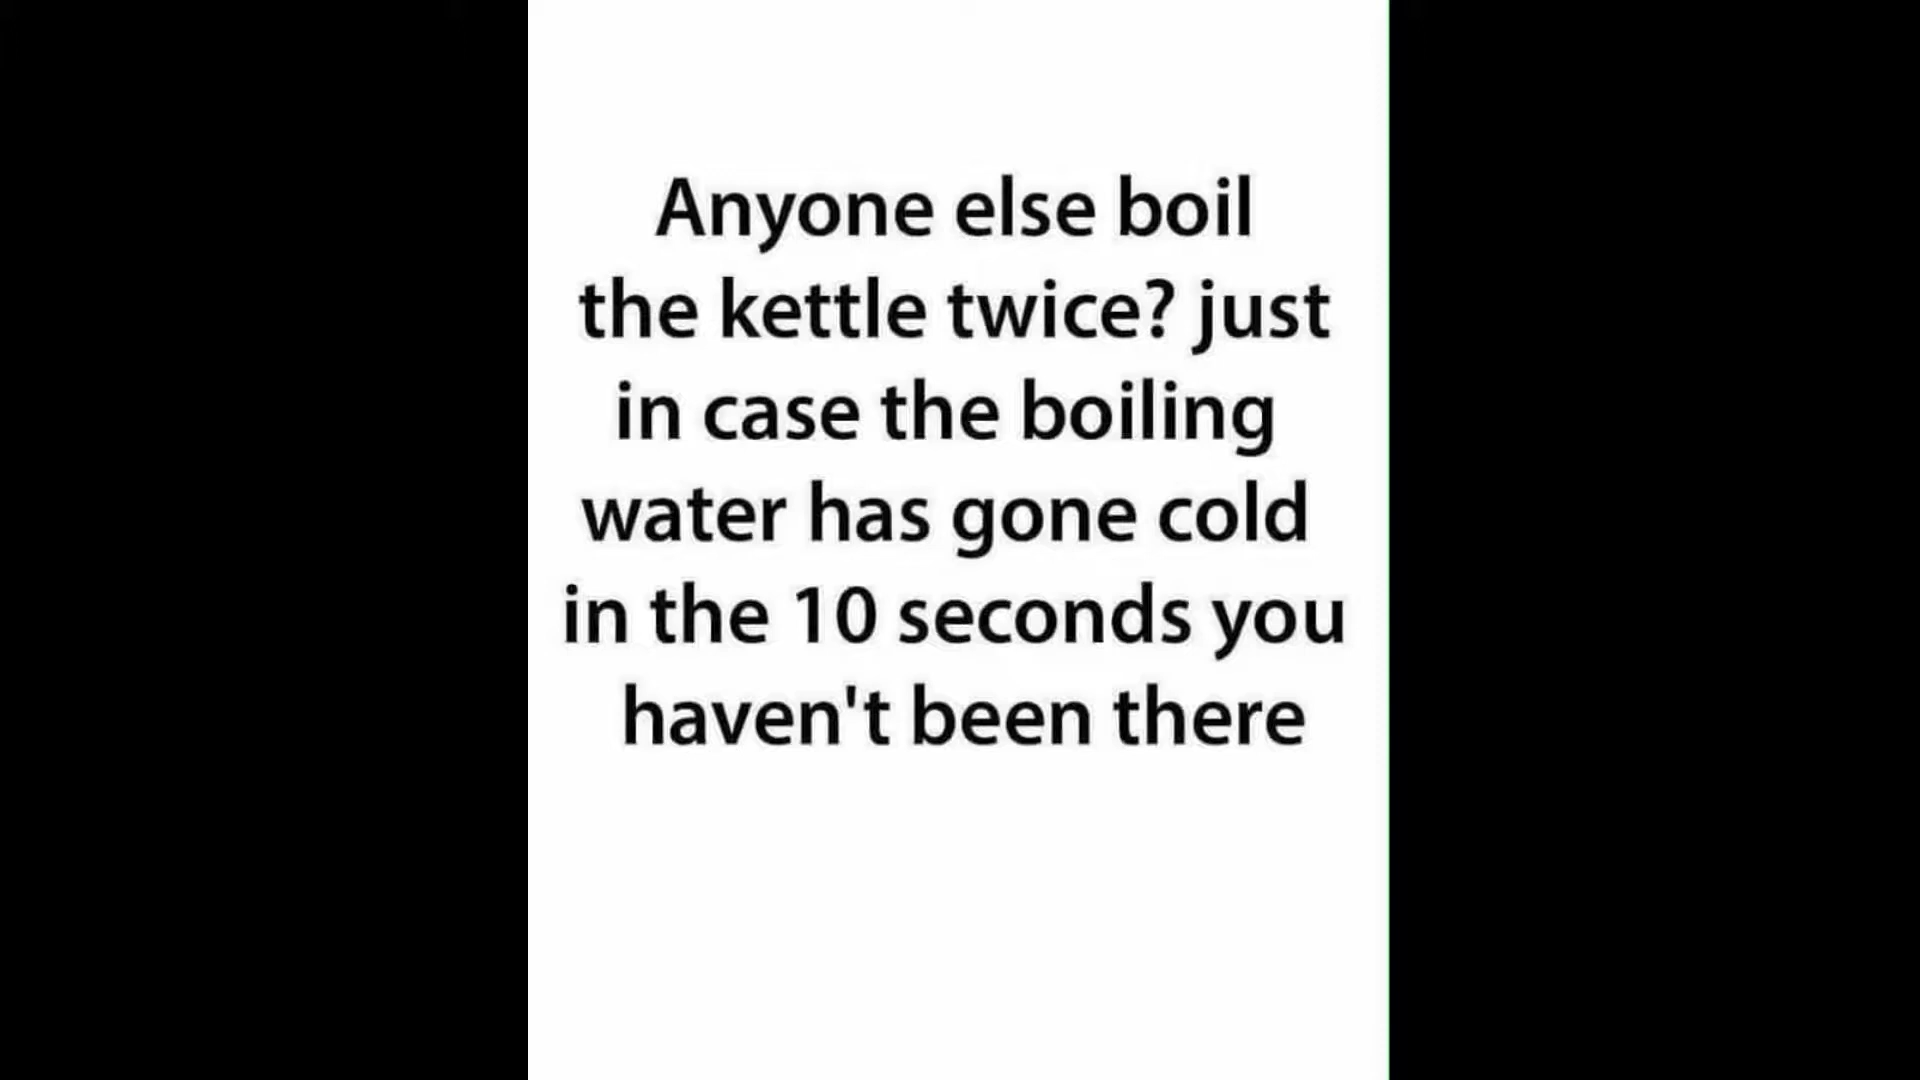 Anyone else boil
the kettle twice? just
in case the boiling
water has gone cold
in the 10 seconds you
haven't been there